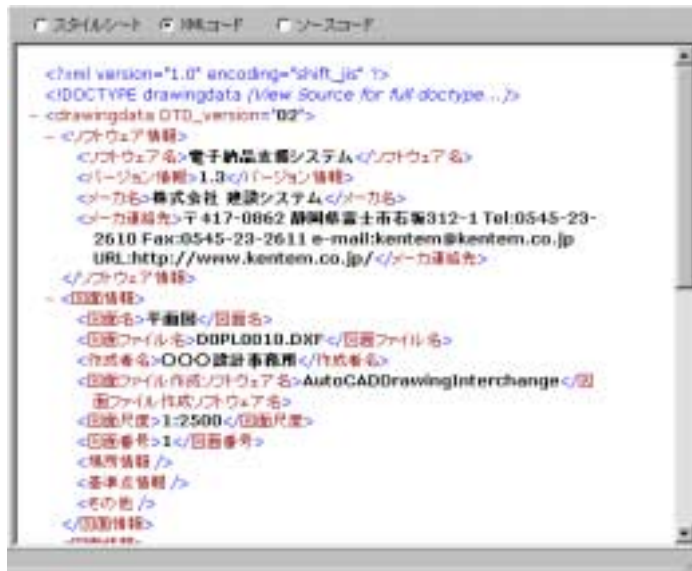 スタイルシート XMLコード ソースコード
<?xml version="1.0" encoding="shift_jis" ?>
<!DOCTYPE drawingdata (View Source for full doctype...)>
- <drawingdata DTD_version="02">
- <ソフトウェア情報>
<ソフトウェア名>電子納品支援システム</ソフトウェア名>
<バージョン情報>1.3</バージョン情報>
<メーカ名>株式会社 建設システム</メーカ名>
<メーカ連絡先>〒417-0862 静岡県富士市石坂312-1 Tel:0545-23-
2610 Fax:0545-23-2611 e-mail:kentem@kentem.co.jp
URL:http://www.kentem.co.jp/</メーカ連絡先>
</ソフトウェア情報>
- <図面情報>
<図面名>平面図</図面名>
<図面ファイル名>D0PL0010.DXF</図面ファイル名>
<作成者名>○○○設計事務所</作成者名>
<図面ファイル作成ソフトウェア名>AutoCADDrawingInterchange</図
面ファイル作成ソフトウェア名>
<図面尺度>1:2500</図面尺度>
<図面番号>1</図面番号>
<場所情報 />
<基準点情報 />
<その他 />
</図面情報>